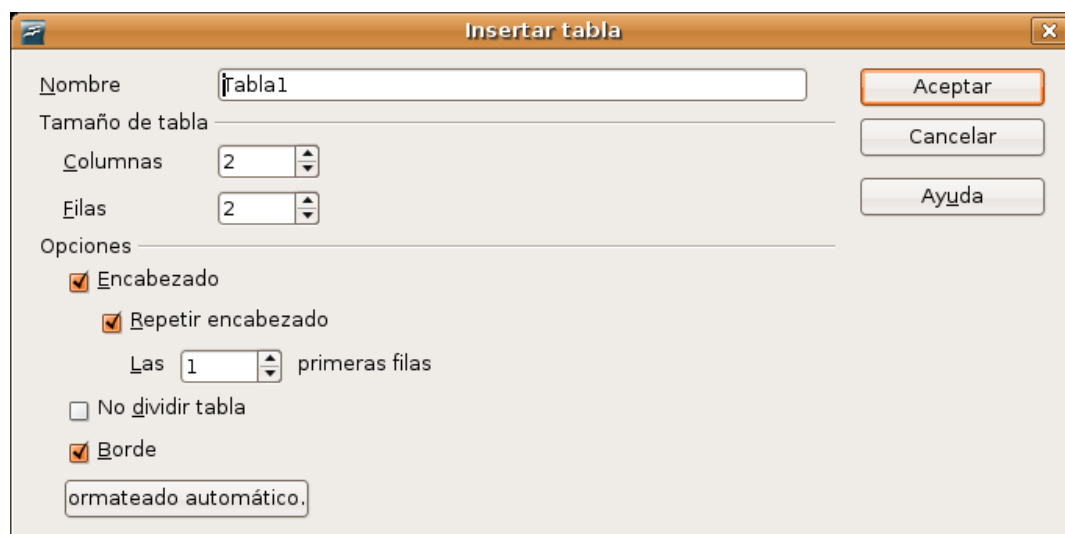 Insertar tabla
Nombre Tabla1
Aceptar
Tamaño de tabla
Cancelar
Columnas 2
Ayuda
Filas 2
Opciones
Encabezado
Repetir encabezado
Las 1 primeras filas
No dividir tabla
Borde
ormateado automático.